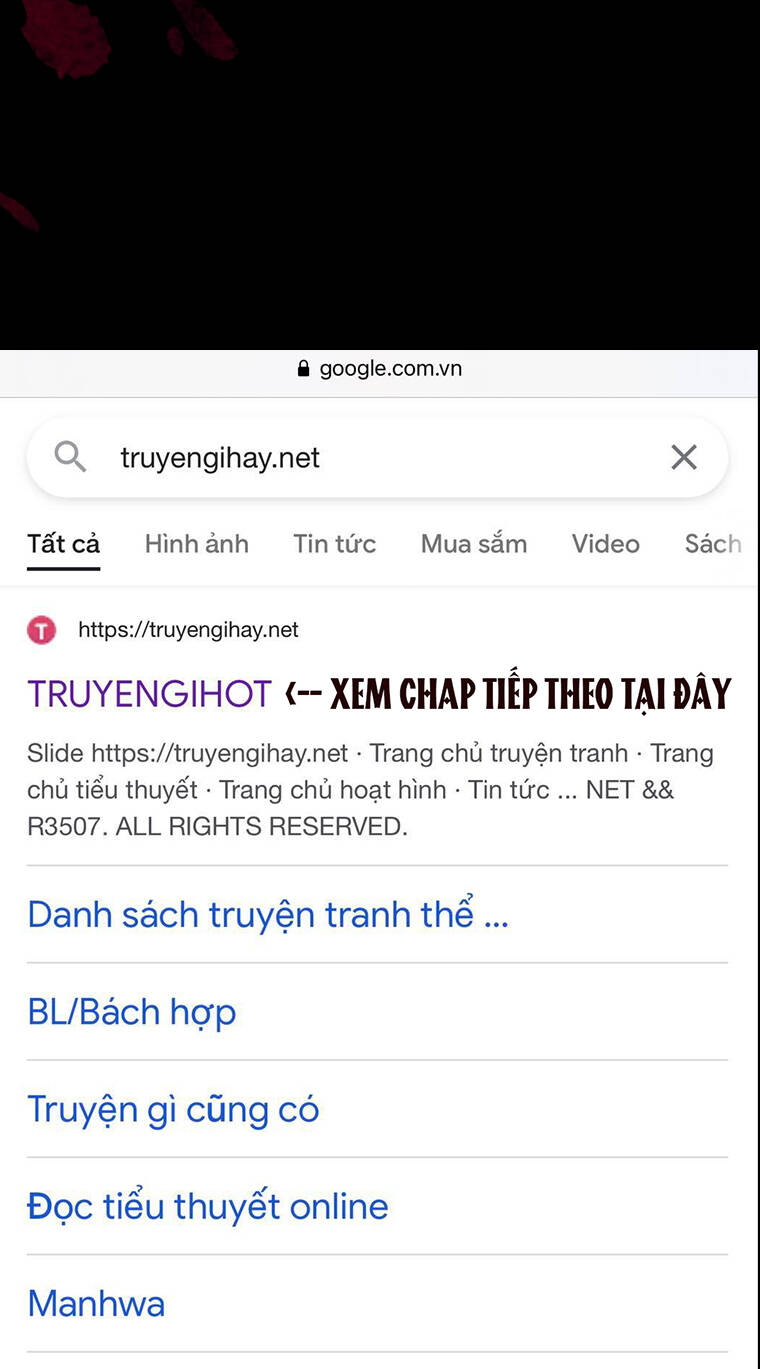 google.com.vn
truyengihay.net
Tất cả Hình ảnh Tin tức Mua sắm Video Sách
https://truyengihay.net
TRUYENGIHOT <-- XEM CHAP TIẾP THEO TẠI ĐÂY
Slide https://truyengihay.net · Trang chủ truyện tranh · Trang
chủ tiểu thuyết · Trang chủ hoạt hình · Tin tức ... NET &&
R3507. ALL RIGHTS RESERVED.
Danh sách truyện tranh thể ...
BL/Bách hợp
Truyện gì cũng có
Đọc tiểu thuyết online
Manhwa